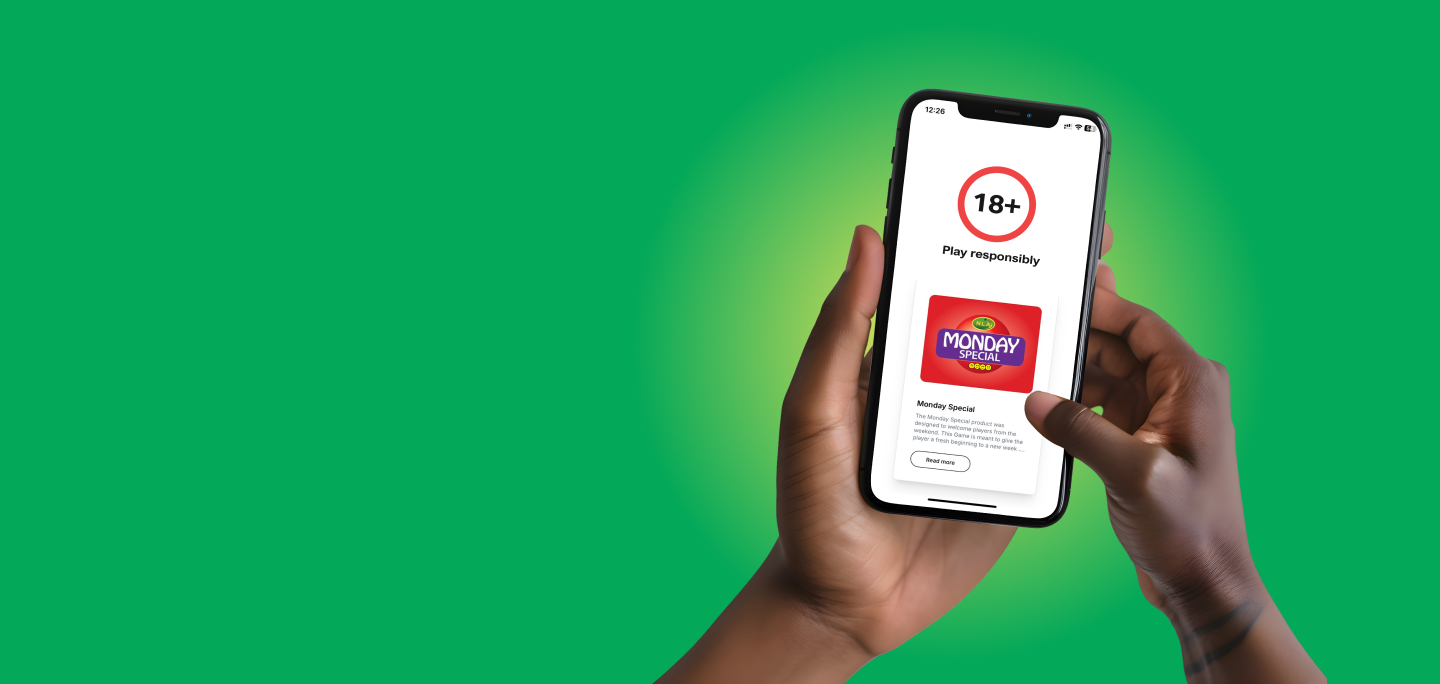 12:26
18+
Play responsibly
NLA
MONDAY
SPECIAL
Monday Special
The Monday Special product was
designed to welcome players from the
weekend. This Game is meant to give the
player a fresh beginning to a new week ...
Read more